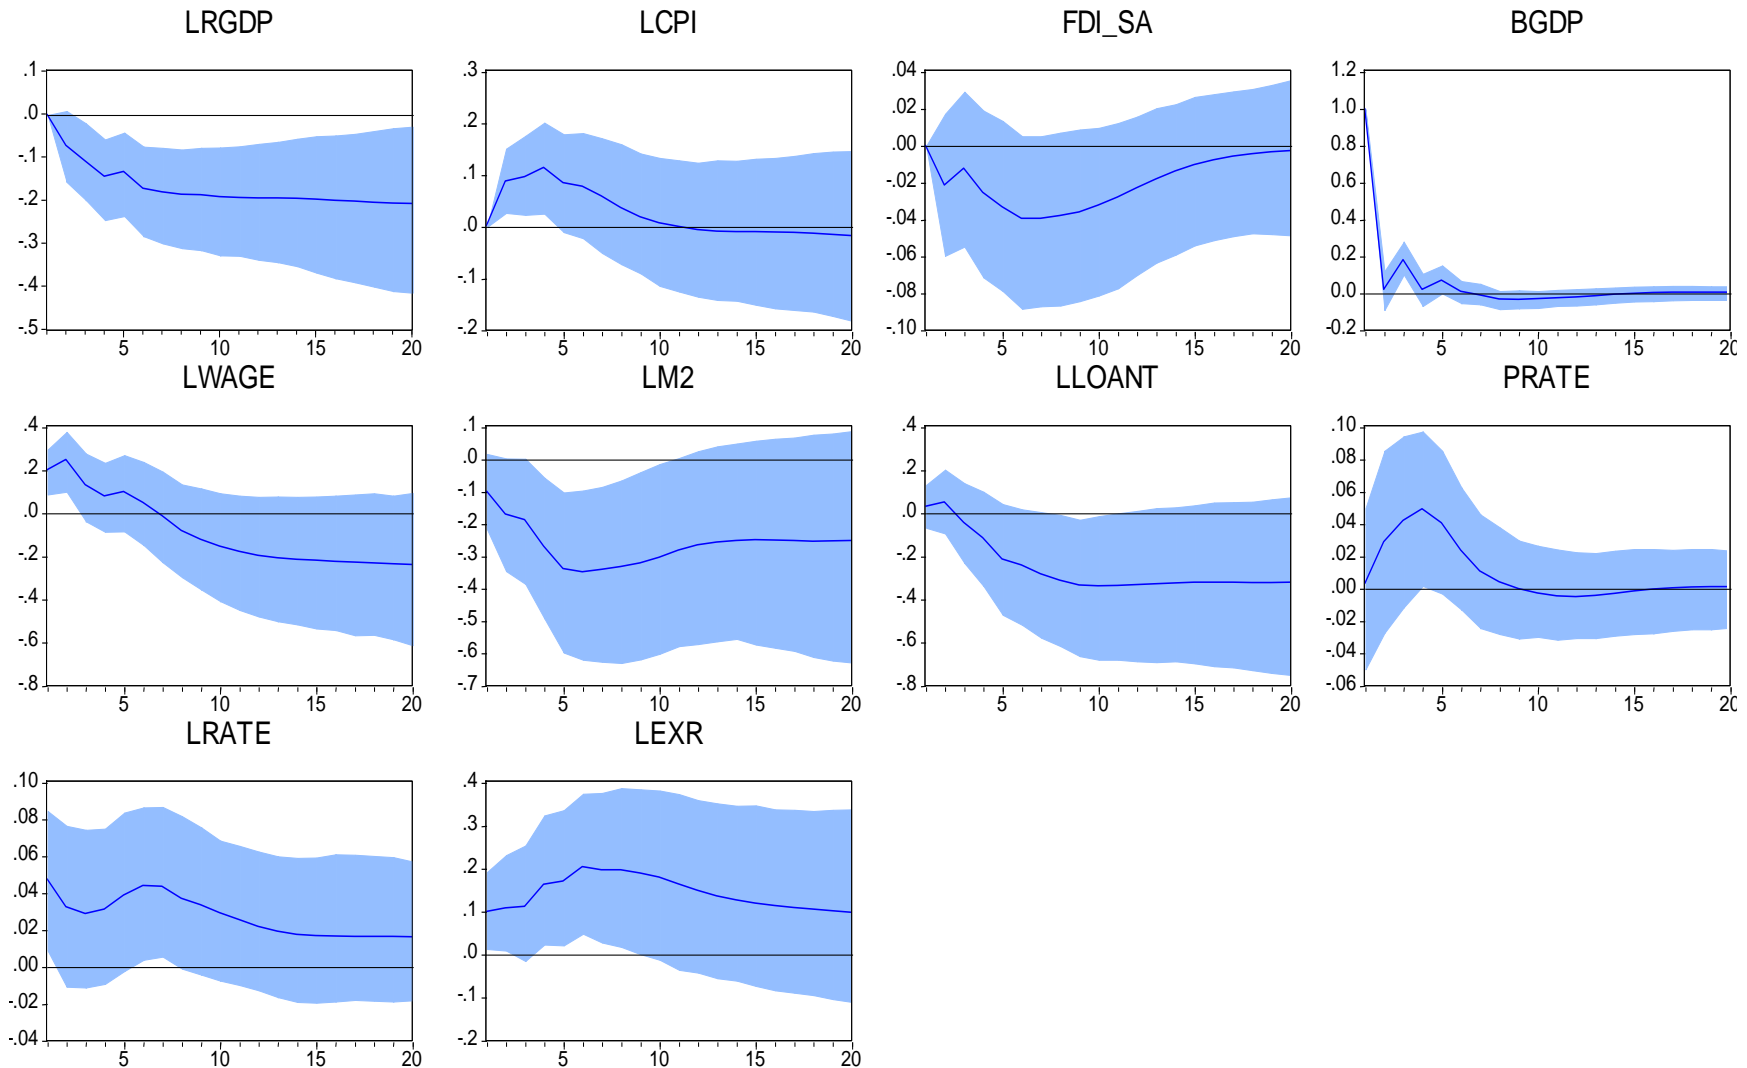 LRGDP LCPI FDI_SA BGDP
.1 .0 -.1 -.2 -.3 -.4 -.5
5 10 15 20
.3 .2 .1 .0 -.1 -.2
5 10 15 20
.04 .02 .00 -.02 -.04 -.06 -.08 -.10
5 10 15 20
1.2 1.0 0.8 0.6 0.4 0.2 0.0 -0.2
5 10 15 20
LWAGE LM2 LLOANT PRATE
.4 .2 .0 -.2 -.4 -.6 -.8
5 10 15 20
.1 .0 -.1 -.2 -.3 -.4 -.5 -.6 -.7
5 10 15 20
.4 .2 .0 -.2 -.4 -.6 -.8
5 10 15 20
.10 .08 .06 .04 .02 .00 -.02 -.04 -.06
5 10 15 20
LRATE LEXR
.10 .08 .06 .04 .02 .00 -.02 -.04
5 10 15 20
.4 .3 .2 .1 .0 -.1 -.2
5 10 15 20